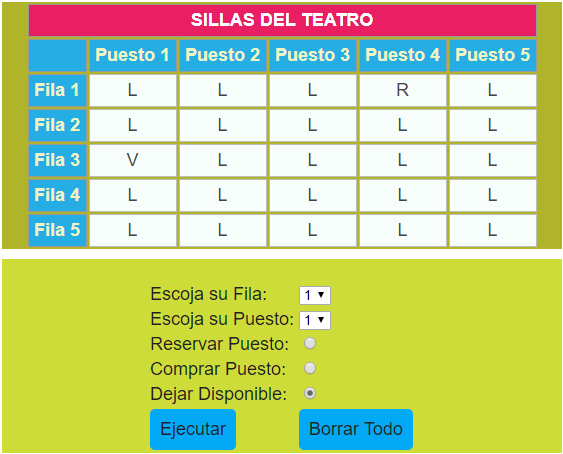 SILLAS DEL TEATRO
Puesto 1 Puesto 2 Puesto 3 Puesto 4 Puesto 5
Fila 1 L L L R L
Fila 2 L L L L L
Fila 3 V L L L L
Fila 4 L L L L L
Fila 5 L L L L L
Escoja su Fila: 1
Escoja su Puesto: 1
Reservar Puesto:
Comprar Puesto:
Dejar Disponible:
Ejecutar Borrar Todo